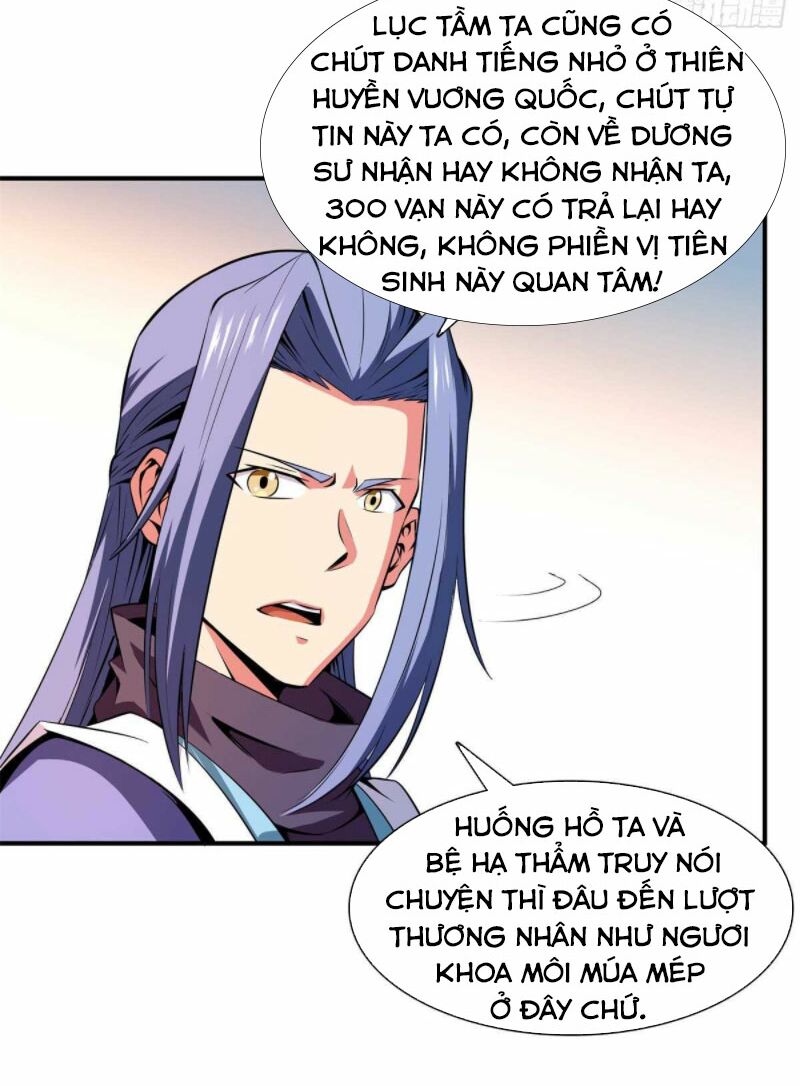 LỤC TẦM TA CŨNG CÓ
CHÚT DANH TIẾNG NHỎ Ở THIÊN
HUYỀN VƯƠNG QUỐC, CHÚT TỰ
TIN NÀY TA CÓ, CÒN VỀ DƯƠNG
SƯ NHẬN HAY KHÔNG NHẬN TA,
300 VẠN NÀY CÓ TRẢ LẠI HAY
KHÔNG, KHÔNG PHIỀN VỊ TIÊN
SINH NÀY QUAN TÂM!
HUỐNG HỒ TA VÀ
BỆ HẠ THẨM TRUY NÓI
CHUYỆN THÌ ĐÂU ĐẾN LƯỢT
THƯƠNG NHÂN NHƯ NGƯƠI
KHOA MÔI MÚA MÉP
Ở ĐÂY CHỨ.